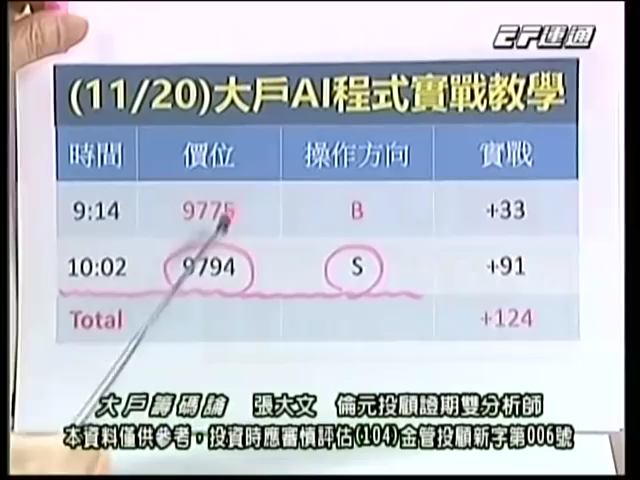 CT建通
(11/20)大戶AI程式實戰教學
時間 價位 操作方向 實戰
9:14 9775 B +33
10:02 9794 S +91
Total +124
大戶籌碼論 張大文 倫元投顧證期雙分析師
本資料僅供參考，投資時應審慎評估(104)金管投顧新字第006號